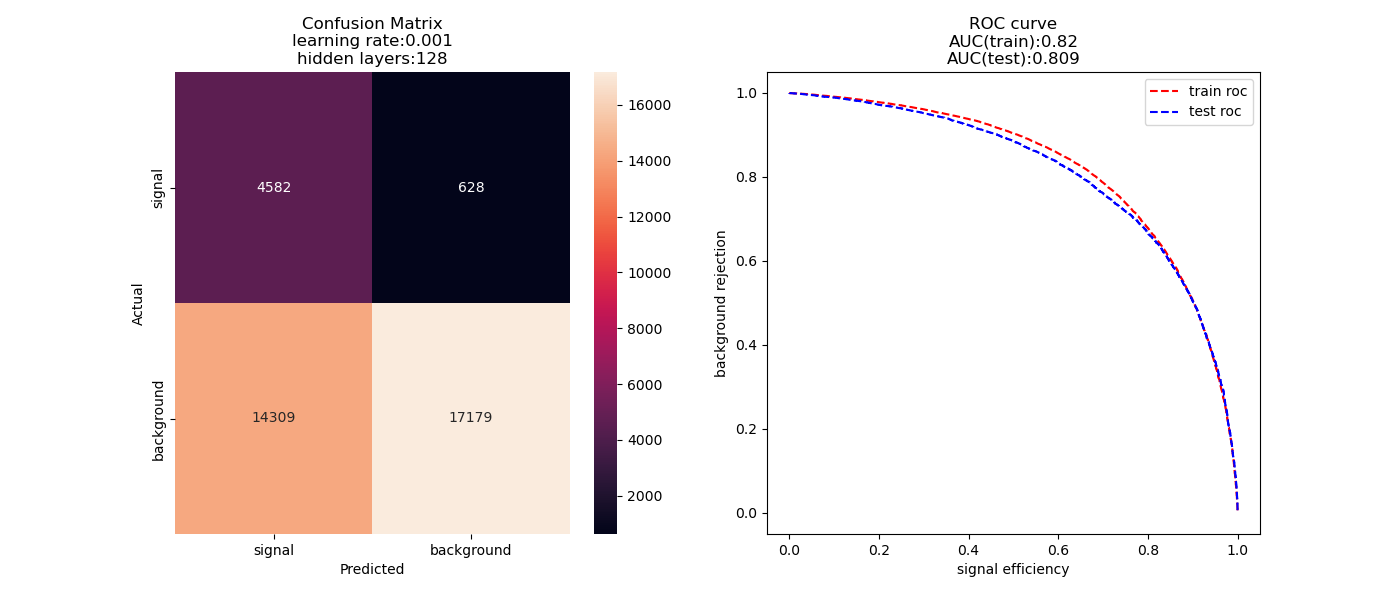 Confusion Matrix
learning rate:0.001
hidden layers:128
signal
background
Actual
4582
628
14309
17179
signal
background
Predicted
16000
14000
12000
10000
8000
6000
4000
2000
ROC curve
AUC(train):0.82
AUC(test):0.809
train roc
test roc
background rejection
1.0
0.8
0.6
0.4
0.2
0.0
0.0 0.2 0.4 0.6 0.8 1.0
signal efficiency